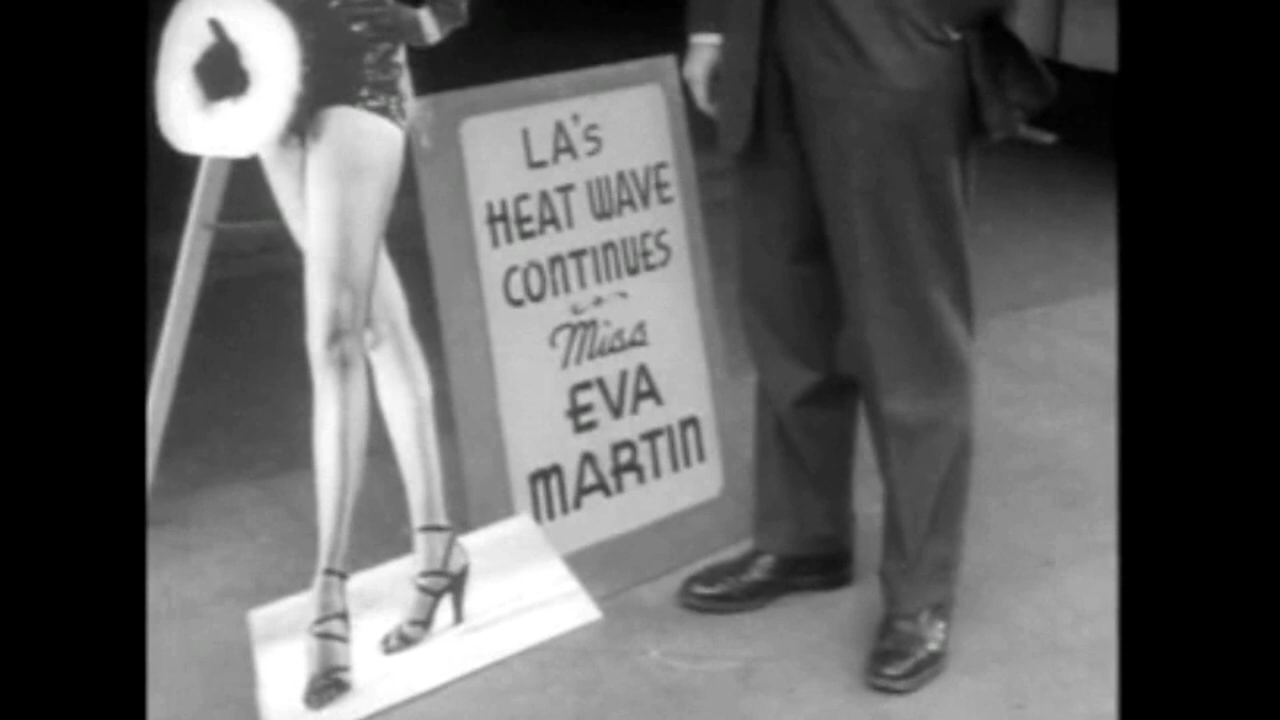 LA's
HEAT WAVE
CONTINUES
Miss
EVA
MARTIN